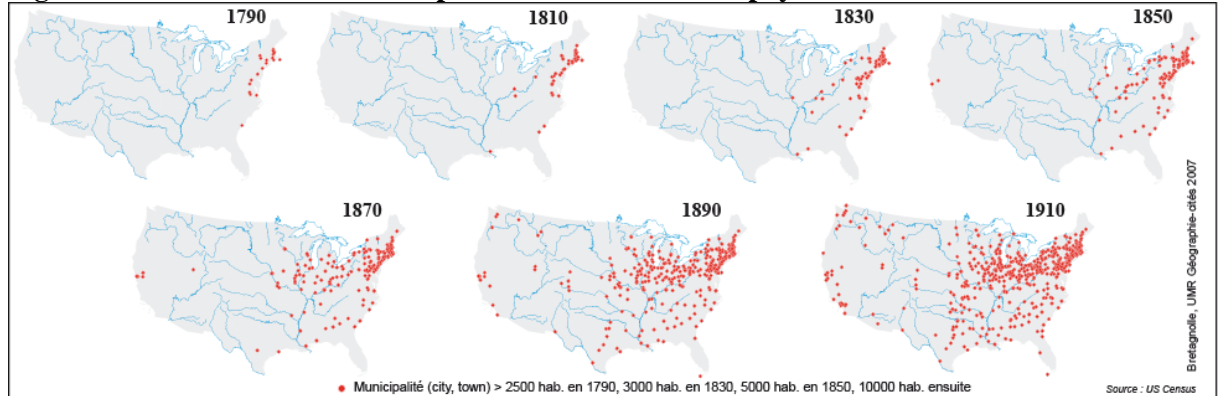 1790
1810
1830
1850
1870
1890
1910
Bretagnolle, UMR Géographie-cités 2007
Municipalité (city, town) > 2500 hab. en 1790, 3000 hab. en 1830, 5000 hab. en 1850, 10000 hab. ensuite
Source : US Census